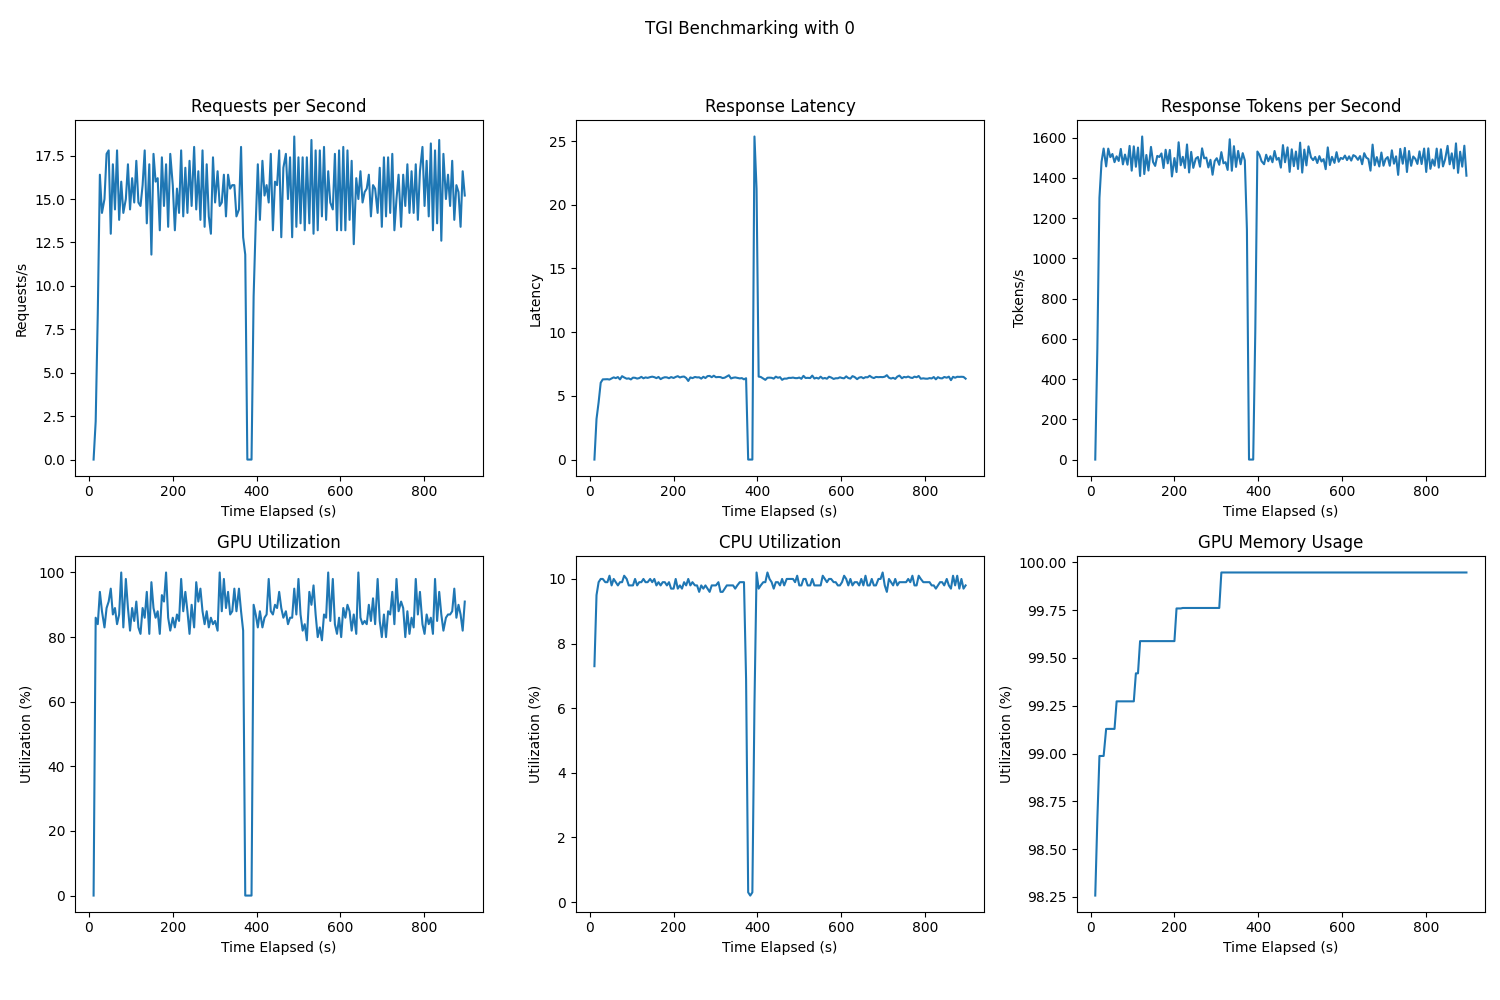 TGI Benchmarking with 0
Requests per Second
Requests/s
17.5
15.0
12.5
10.0
7.5
5.0
2.5
0.0
0 200 400 600 800
Time Elapsed (s)
Response Latency
Latency
25
20
15
10
5
0
0 200 400 600 800
Time Elapsed (s)
Response Tokens per Second
Tokens/s
1600
1400
1200
1000
800
600
400
200
0
0 200 400 600 800
Time Elapsed (s)
GPU Utilization
Utilization (%)
100
80
60
40
20
0
0 200 400 600 800
Time Elapsed (s)
CPU Utilization
Utilization (%)
10
8
6
4
2
0
0 200 400 600 800
Time Elapsed (s)
GPU Memory Usage
Utilization (%)
100.00
99.75
99.50
99.25
99.00
98.75
98.50
98.25
0 200 400 600 800
Time Elapsed (s)